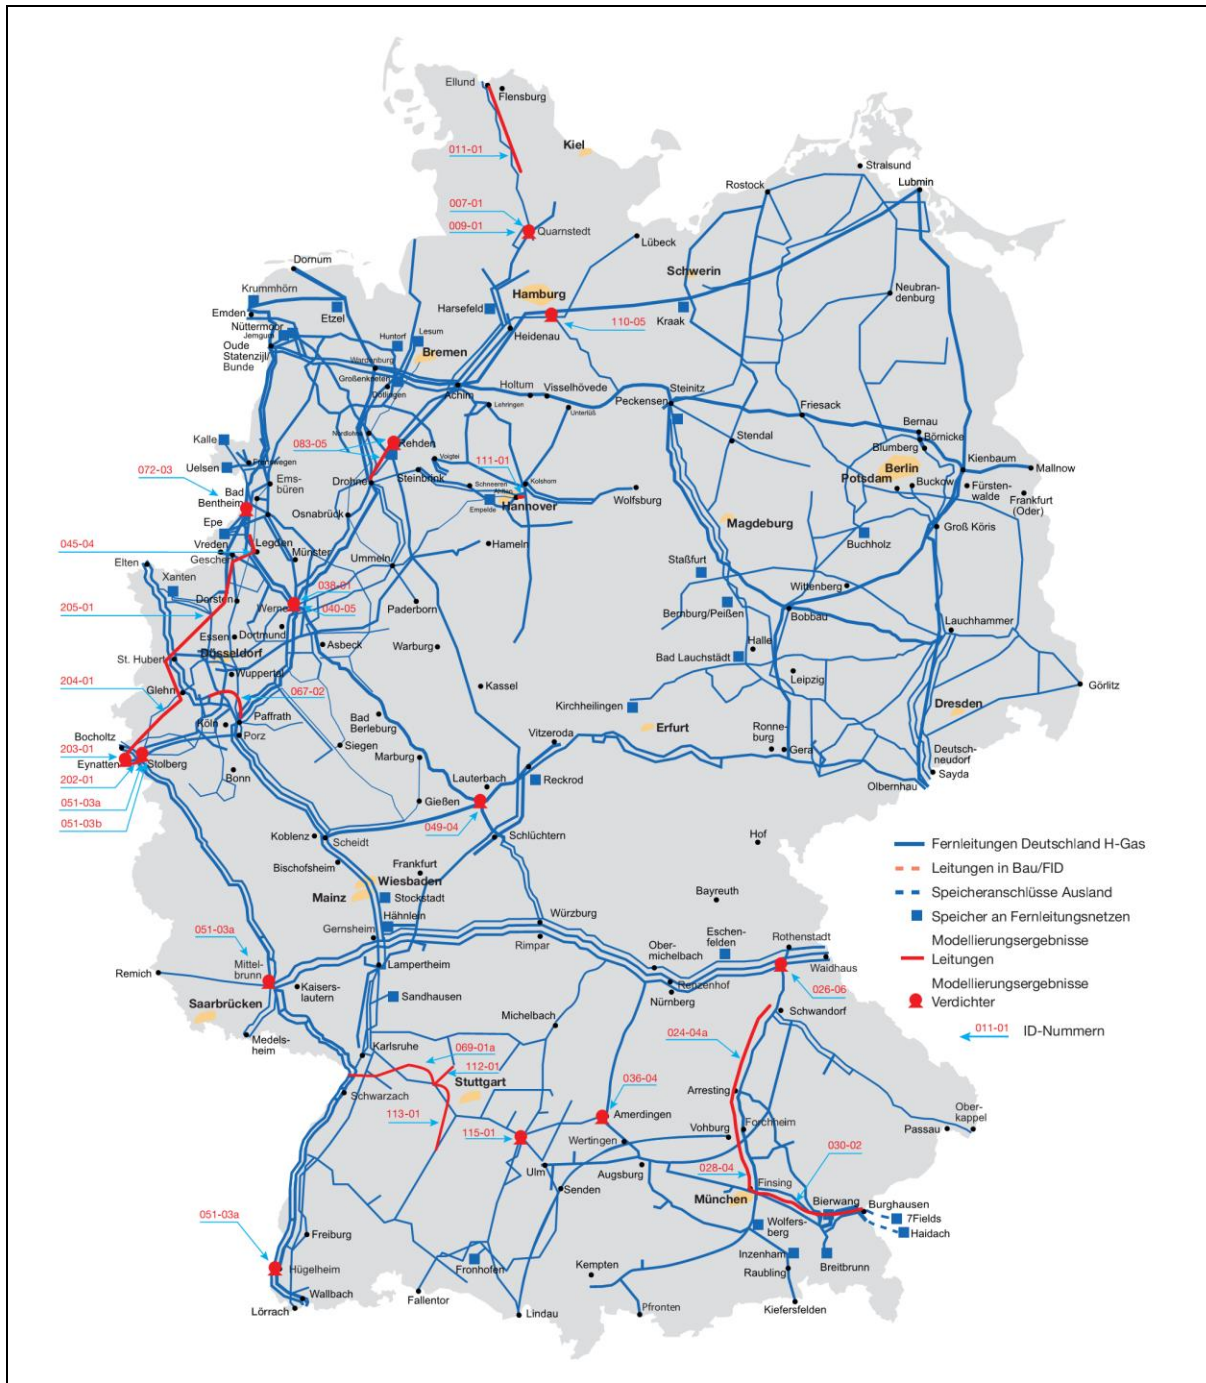 Ellund
Flensburg
Kiel
011-01
Stralsund
Rostock
Lubmin
007-01
009-01
Quarnstedt
Lübeck
Dornum
Schwerin
Krummhörn
Hamburg
Neubran-
denburg
Emden
Etzel
Harsefeld
110-05
Kraak
Nüttermoor
Jemgum
Huntorf
Lesum
Heidenau
Oude
Statenzijl/
Bunde
Bremen
Wardenburg
Großenkneten
Dötlingen
Achim
Holtum
Visselhövede
Steinitz
Peckensen
Lehringen
Unterlüß
Friesack
Bernau
Börnicke
Blumberg
Kalle
Nordlohne
083-05
Rehden
Stendal
Kienbaum
Mallnow
Uelsen
Frenswegen
Voigtei
111-01
Berlin
Potsdam
Buckow
Fürsten-
walde
Frankfurt
(Oder)
072-03
Ems-
büren
Drohne
Steinbrink
Schneeren
Kolshorn
Ahlten
Wolfsburg
Bad
Bentheim
Osnabrück
Empelde
Hannover
Magdeburg
Groß Köris
Epe
Buchholz
045-04
Vreden
Legden
Gescher
Münster
Hameln
Elten
Ummeln
Staßfurt
Xanten
038-01
Wittenberg
205-01
Dorsten
Werne
040-05
Paderborn
Bernburg/Peißen
Bobbau
Essen
Dortmund
Asbeck
Warburg
Halle
Lauchhammer
St. Hubert
Düsseldorf
Bad Lauchstädt
Wuppertal
204-01
Glehn
067-02
Kassel
Leipzig
Görlitz
Köln
Paffrath
Bad
Berleburg
Kirchheilingen
Dresden
Bocholtz
Porz
Vitzeroda
Erfurt
Ronne-
burg
Gera
203-01
Eynatten
Stolberg
Siegen
Marburg
Deutsch-
neudorf
Sayda
202-01
Bonn
Lauterbach
Reckrod
Olbernhau
051-03a
Gießen
051-03b
049-04
Koblenz
Scheidt
Schlüchtern
Hof
Fernleitungen Deutschland H-Gas
Bischofsheim
Frankfurt
Leitungen in Bau/FID
Wiesbaden
Mainz
Stockstadt
Bayreuth
Speicheranschlüsse Ausland
Hähnlein
Speicher an Fernleitungsnetzen
051-03a
Gernsheim
Würzburg
Rimpar
Eschen-
felden
Rothenstadt
Modellierungsergebnisse
Leitungen
Mittel-
brunn
Remich
Lampertheim
Ober-
michelbach
Waidhaus
Modellierungsergebnisse
Verdichter
Kaisers-
lautern
Renzenhof
Nürnberg
026-06
Saarbrücken
Sandhausen
Michelbach
Schwandorf
011-01
ID-Nummern
Medels-
heim
024-04a
Karlsruhe
069-01a
112-01
Stuttgart
036-04
Arresting
Schwarzach
113-01
Amerdingen
Forchheim
Ober-
kappel
115-01
Wertingen
Vohburg
Passau
Ulm
Augsburg
028-04
030-02
Senden
Finsing
München
Bierwang
Burghausen
051-03a
7Fields
Wolfers-
berg
Haidach
Freiburg
Inzenham
Breitbrunn
Hügelheim
Fronhofen
Kempten
Raubling
Wallbach
Lörrach
Fallentor
Lindau
Pfronten
Kiefersfelden